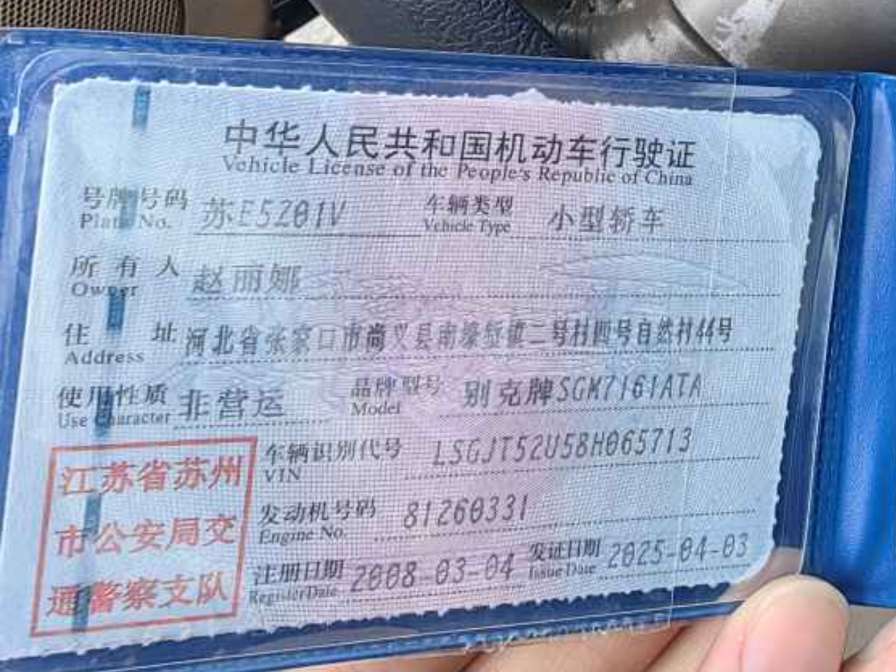 中华人民共和国机动车行驶证
Vehicle License of the People's Republic of China
号牌号码 苏E5Z01V 车辆类型 小型轿车
Plate No. Vehicle Type
所有人 赵丽娜
Owner
住址 河北省张家口市尚义县南壕堑镇二号村四号自然村44号
Address
使用性质 非营运 品牌型号 别克牌SGM7161ATA
Use Character Model
江苏省苏州
市公安局交
通警察支队
车辆识别代号 LSGJT52U58H065713
VIN
发动机号码 81260331
Engine No.
注册日期 2008-03-04 发证日期 2025-04-03
Register Date Issue Date